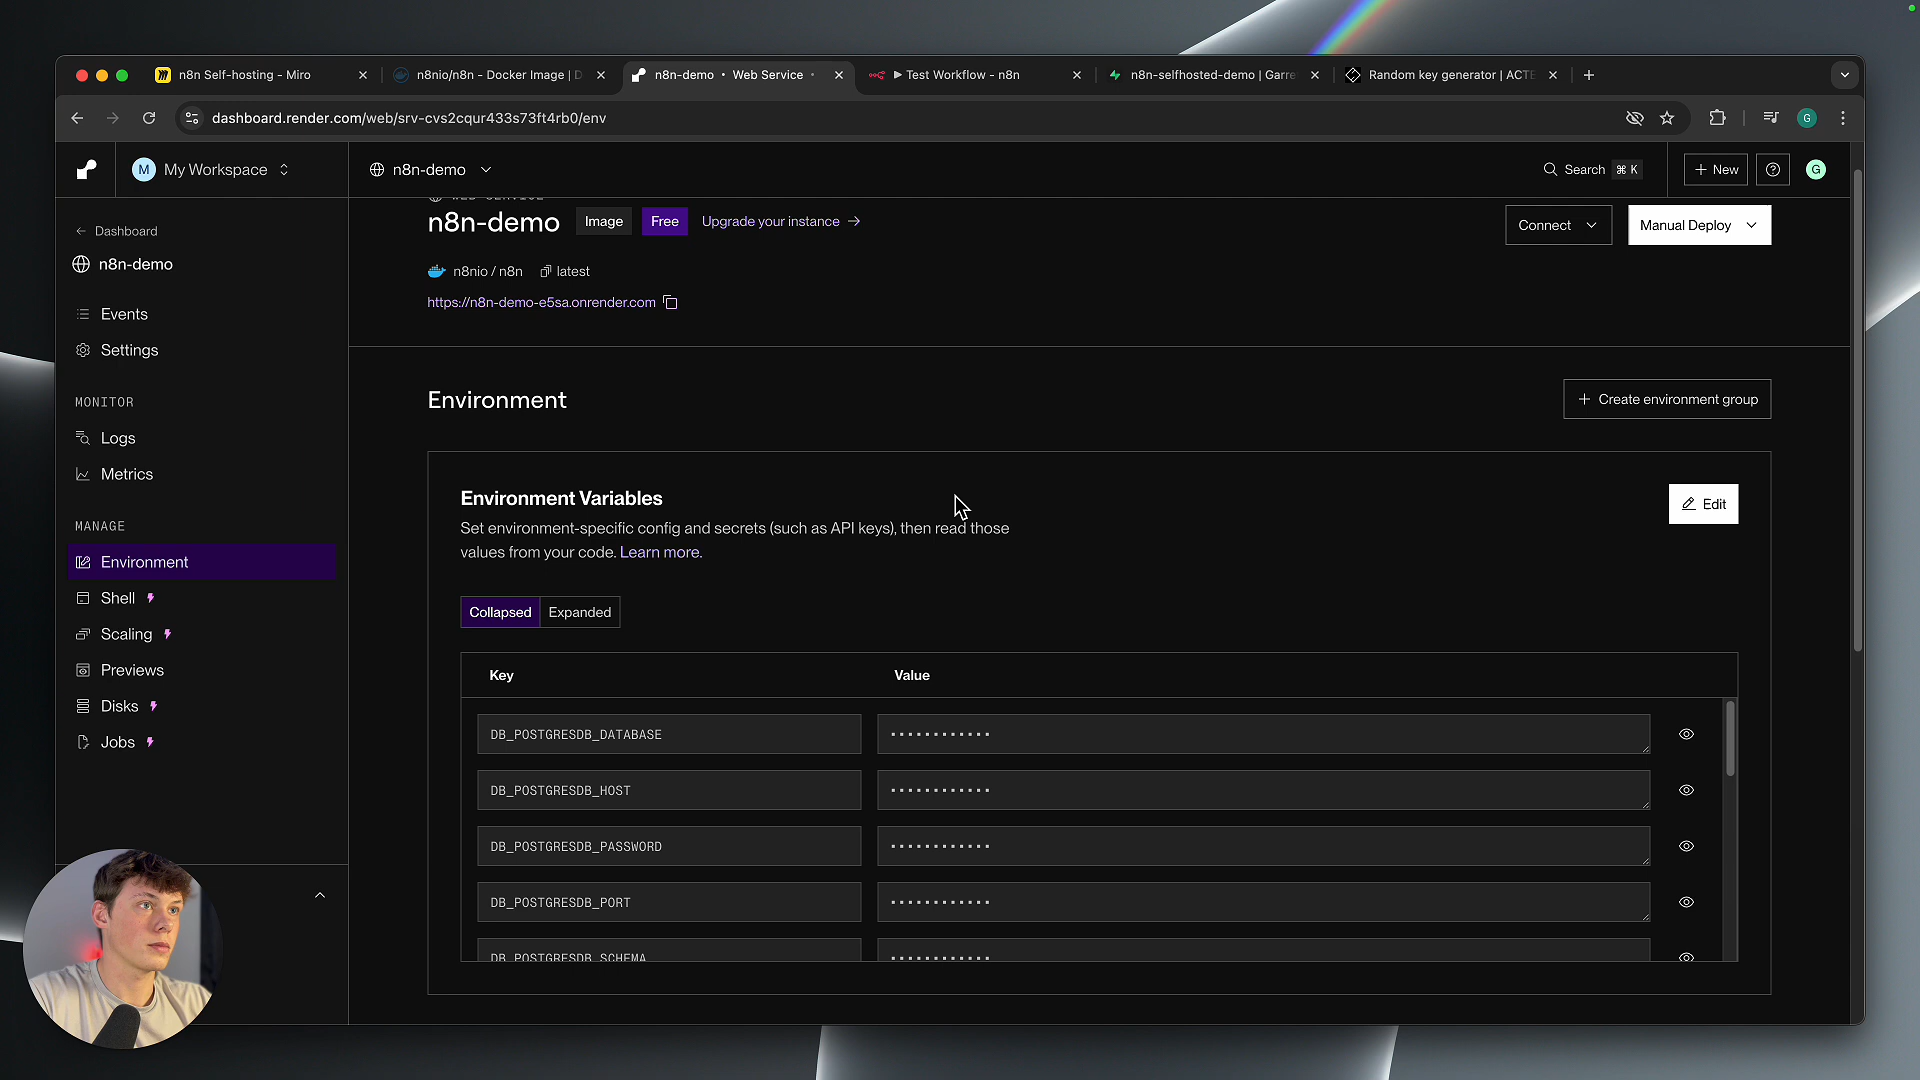 n8n Self-hosting - Miro
n8nio/n8n - Docker Image | D
n8n-demo • Web Service •
Test Workflow - n8n
n8n-selfhosted-demo | Garre
Random key generator | ACTE
dashboard.render.com/web/srv-cvs2cqur433s73ft4rb0/env
G
M
My Workspace
n8n-demo
Search
⌘ K
+ New
G
← Dashboard
n8n-demo
Events
Settings
MONITOR
Logs
Metrics
MANAGE
Environment
Shell
Scaling
Previews
Disks
Jobs
n8n-demo
Image
Free
Upgrade your instance →
Connect
Manual Deploy
n8nio / n8n
latest
https://n8n-demo-e5sa.onrender.com
Environment
+ Create environment group
Environment Variables
Edit
Set environment-specific config and secrets (such as API keys), then read those
values from your code. Learn more.
Collapsed
Expanded
Key
Value
DB_POSTGRESDB_DATABASE
••••••••••••
DB_POSTGRESDB_HOST
••••••••••••
DB_POSTGRESDB_PASSWORD
••••••••••••
DB_POSTGRESDB_PORT
••••••••••••
DB_POSTGRESDB_SCHEMA
••••••••••••